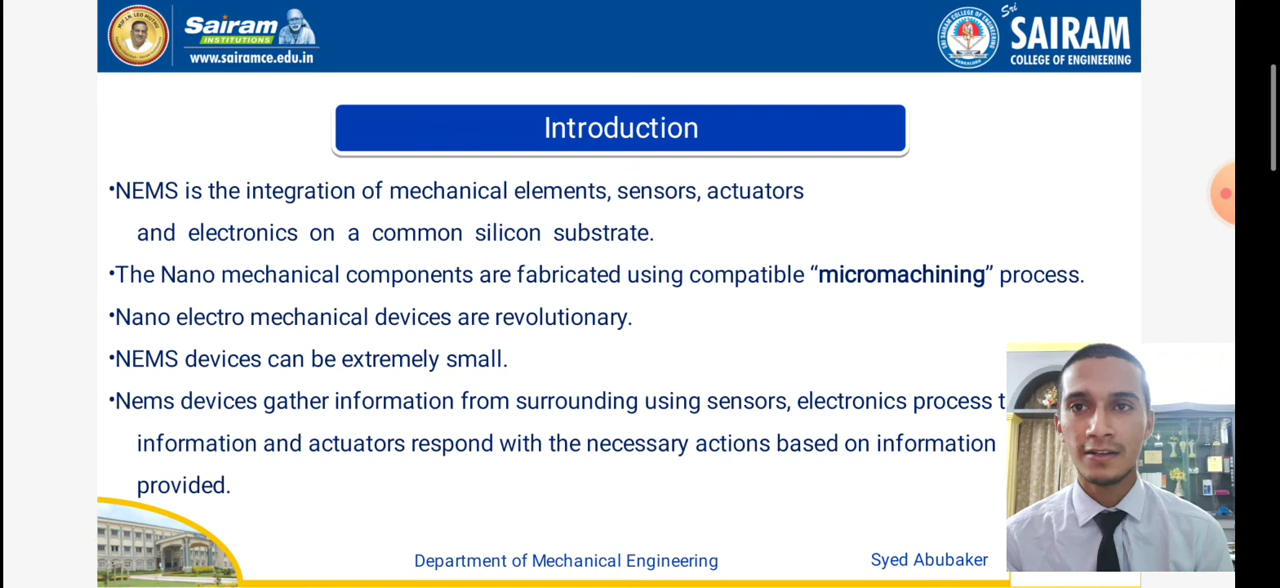 Sairam
INSTITUTIONS
www.sairamce.edu.in
Sri
SAIRAM
COLLEGE OF ENGINEERING
Introduction
•NEMS is the integration of mechanical elements, sensors, actuators
and electronics on a common silicon substrate.
•The Nano mechanical components are fabricated using compatible “micromachining” process.
•Nano electro mechanical devices are revolutionary.
•NEMS devices can be extremely small.
•Nems devices gather information from surrounding using sensors, electronics process t
information and actuators respond with the necessary actions based on information
provided.
Department of Mechanical Engineering
Syed Abubaker